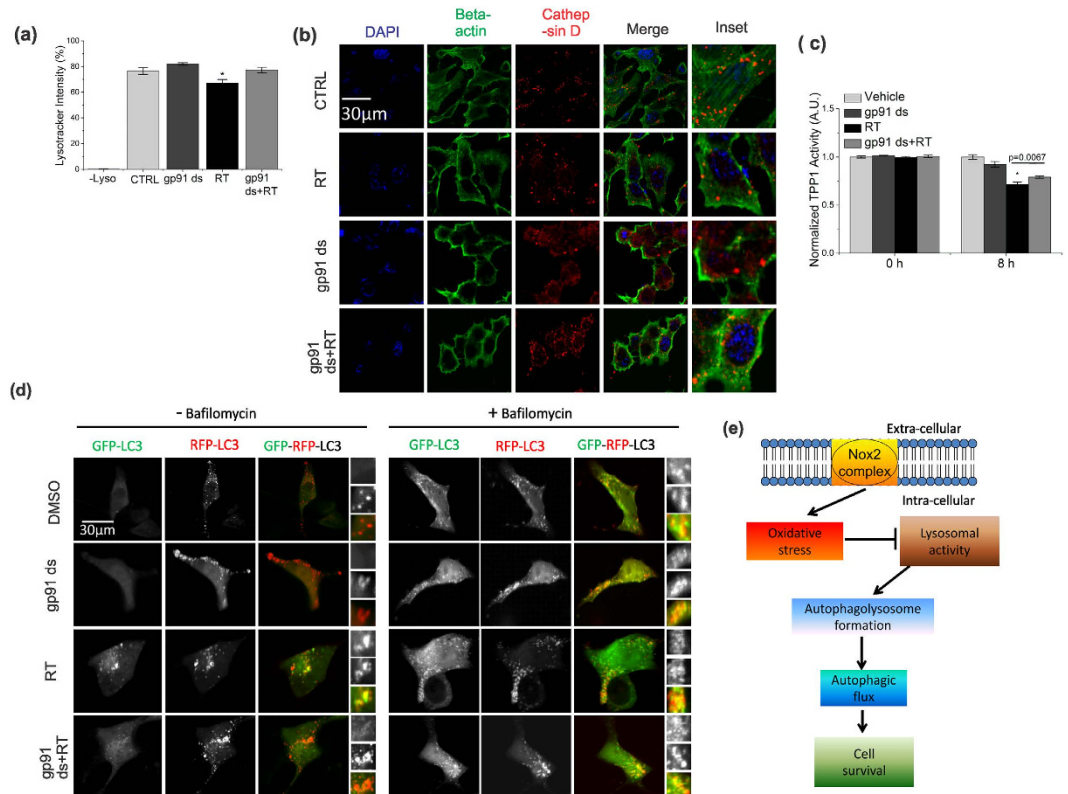 (a)
Lysotracker Intensity (%)
100
80
60
40
20
0
*
-Lyso
CTRL
gp91 ds
RT
gp91
ds+RT
(b)
DAPI
Beta-
actin
Cathep
-sin D
Merge
Inset
CTRL
30µm
RT
gp91 ds
gp91
ds+RT
( c)
Normalized TPP1 Activity (A.U.)
1.5
1.0
0.5
0.0
Vehicle
gp91 ds
RT
gp91 ds+RT
p=0.0067
*
0 h
8 h
(d)
- Bafilomycin
+ Bafilomycin
GFP-LC3
RFP-LC3
GFP-RFP-LC3
GFP-LC3
RFP-LC3
GFP-RFP-LC3
DMSO
30µm
gp91 ds
RT
gp91
ds+RT
(e)
Extra-cellular
Nox2
complex
Intra-cellular
Oxidative
stress
Lysosomal
activity
Autophagolysosome
formation
Autophagic
flux
Cell
survival